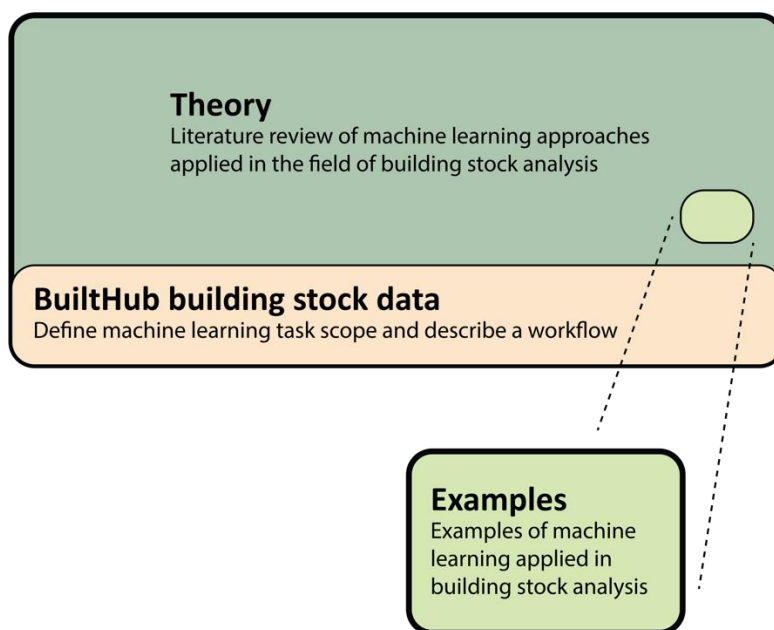 Theory
Literature review of machine learning approaches
applied in the field of building stock analysis
BuiltHub building stock data
Define machine learning task scope and describe a workflow
Examples
Examples of machine
learning applied in
building stock analysis